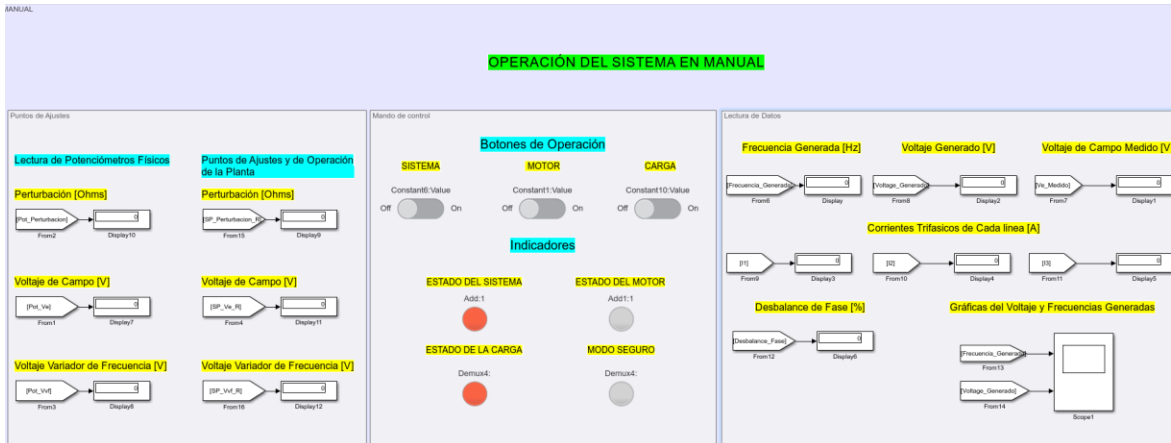 MANUAL
OPERACIÓN DEL SISTEMA EN MANUAL
Puntos de Ajustes
Lectura de Potenciómetros Físicos
Puntos de Ajustes y de Operación
de la Planta
Perturbación [Ohms]
Perturbación [Ohms]
[Pot_Perturbacion]
0
From2
Display10
[SP_Perturbacion_R]
0
From15
Display9
Voltaje de Campo [V]
Voltaje de Campo [V]
[Pot_Ve]
0
From1
Display7
[SP_Ve_R]
0
From4
Display11
Voltaje Variador de Frecuencia [V]
Voltaje Variador de Frecuencia [V]
[Pot_Vvf]
0
From3
Display8
[SP_Vvf_R]
0
From16
Display12
Mando de control
Botones de Operación
SISTEMA
MOTOR
CARGA
Constant6:Value
Constant1:Value
Constant10:Value
Off On
Off On
Off On
Indicadores
ESTADO DEL SISTEMA
ESTADO DEL MOTOR
Add:1
Add1:1
ESTADO DE LA CARGA
MODO SEGURO
Demux4:
Demux4:
Lectura de Datos
Frecuencia Generada [Hz]
Voltaje Generado [V]
Voltaje de Campo Medido [V
[Frecuencia_Generada]
0
From6
Display
[Voltage_Generado]
0
From8
Display2
[Ve_Medido]
0
From7
Display1
Corrientes Trifasicos de Cada linea [A]
[I1]
0
From9
Display3
[I2]
0
From10
Display4
[I3]
0
From11
Display5
Desbalance de Fase [%]
Gráficas del Voltaje y Frecuencias Generadas
[Desbalance_Fase]
0
From12
Display6
[Frecuencia_Generada]
From13
[Voltage_Generado]
From14
Scope1